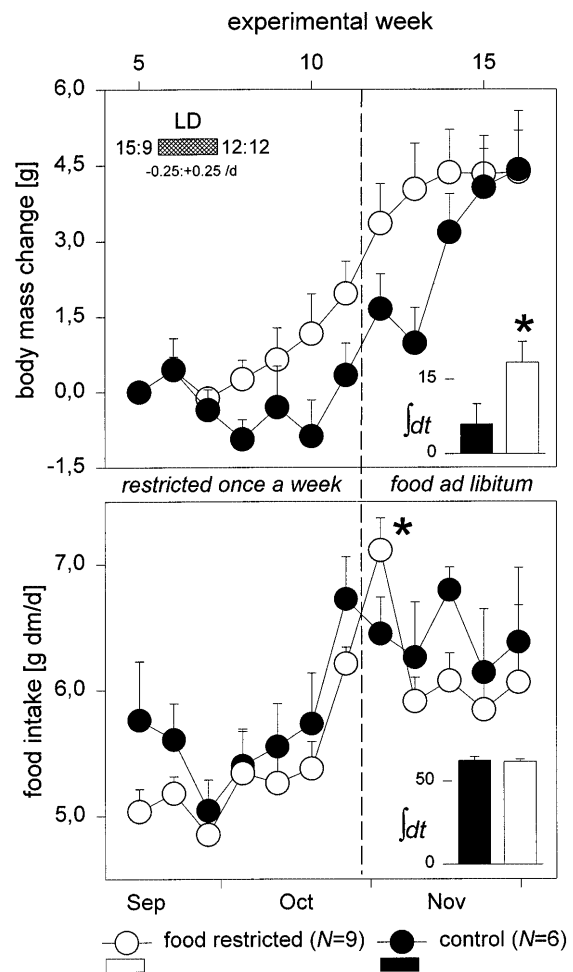 experimental week
5 10 15
6,0
LD
15:9 12:12
-0.25:+0.25 /d
4,5
3,0
1,5
0,0
-1,5
body mass change [g]
*
15
∫dt
0
restricted once a week food ad libitum
7,0
6,0
5,0
food intake [g dm/d]
*
50
∫dt
0
Sep Oct Nov
food restricted (N=9) control (N=6)